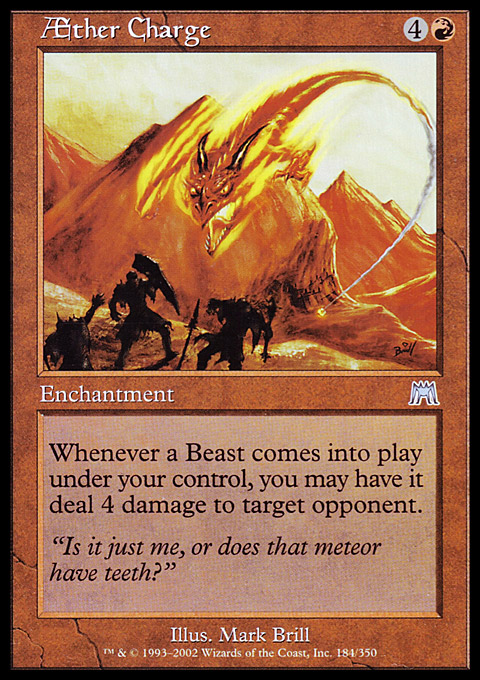 Æther Charge
4
Brill
Enchantment
Whenever a Beast comes into play
under your control, you may have it
deal 4 damage to target opponent.
“Is it just me, or does that meteor
have teeth?”
Illus. Mark Brill
™ & © 1993–2002 Wizards of the Coast, Inc. 184/350